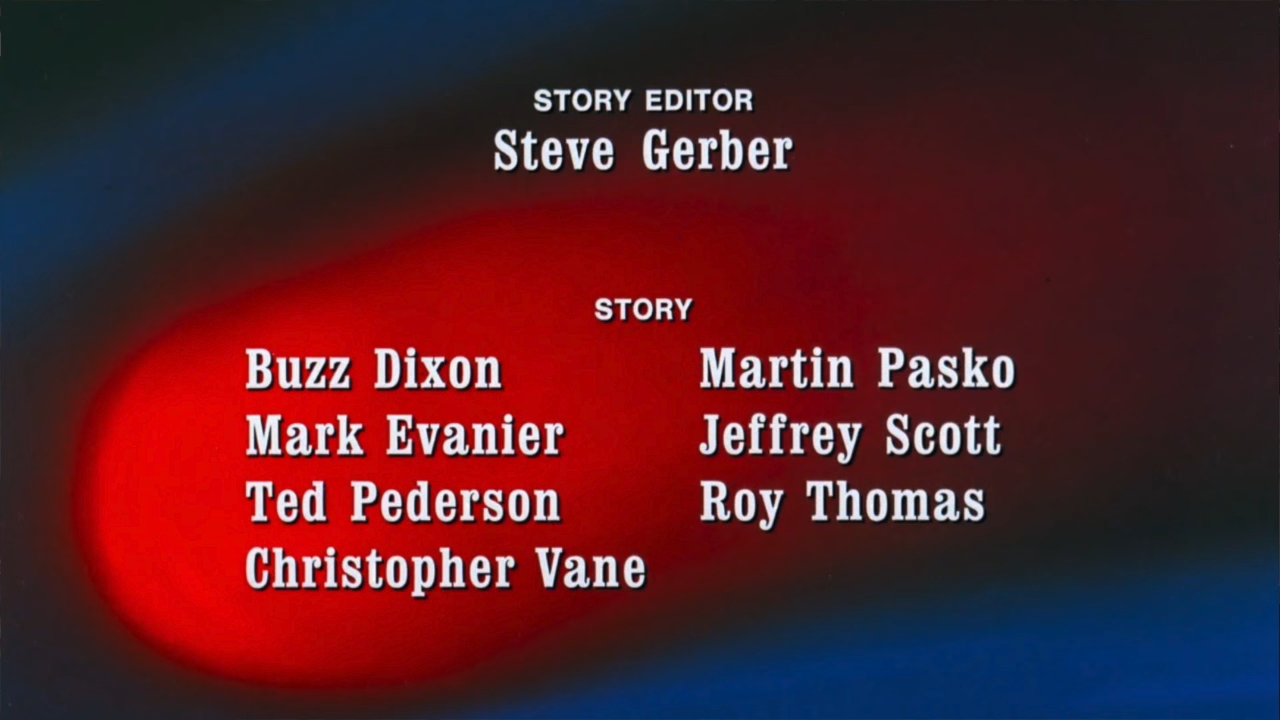 STORY EDITOR
Steve Gerber
STORY
Buzz Dixon
Mark Evanier
Ted Pederson
Christopher Vane
Martin Pasko
Jeffrey Scott
Roy Thomas